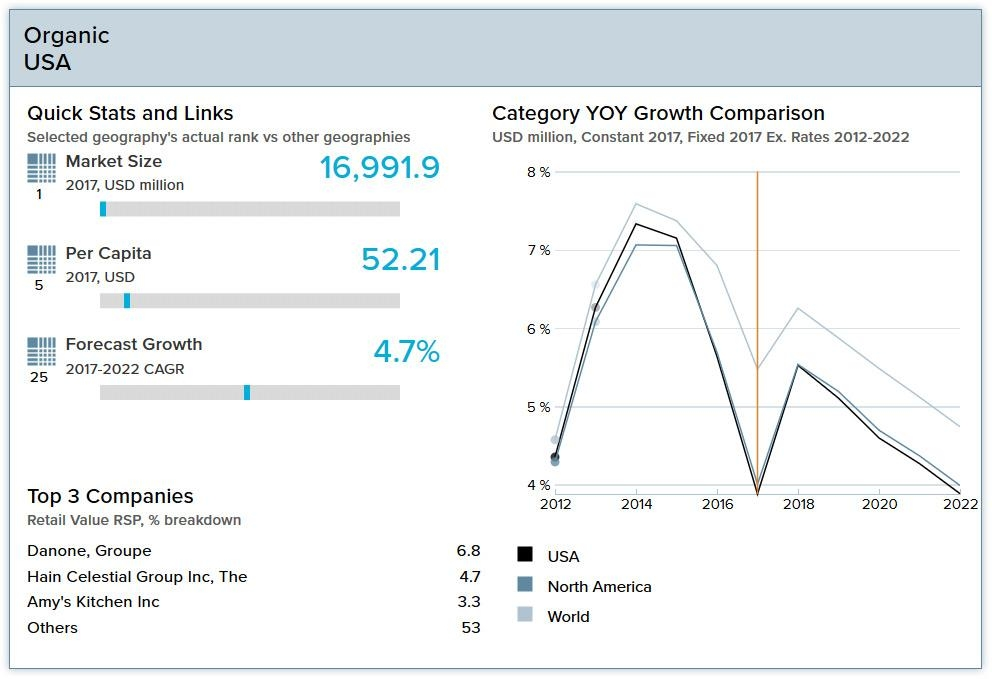 Organic
USA
Quick Stats and Links
Selected geography's actual rank vs other geographies
Market Size
16,991.9
2017, USD million
1
Per Capita
52.21
2017, USD
5
Forecast Growth
4.7%
2017-2022 CAGR
25
Top 3 Companies
Retail Value RSP, % breakdown
Danone, Groupe 6.8
Hain Celestial Group Inc, The 4.7
Amy's Kitchen Inc 3.3
Others 53
Category YOY Growth Comparison
USD million, Constant 2017, Fixed 2017 Ex. Rates 2012-2022
8 %
7 %
6 %
5 %
4 %
2012 2014 2016 2018 2020 2022
USA
North America
World